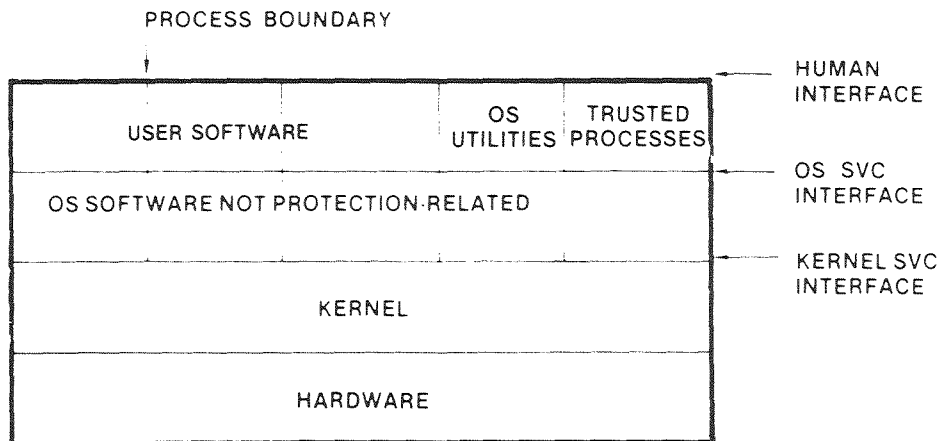 PROCESS BOUNDARY
HUMAN
INTERFACE
USER SOFTWARE
OS
UTILITIES
TRUSTED
PROCESSES
OS SVC
INTERFACE
OS SOFTWARE NOT PROTECTION-RELATED
KERNEL SVC
INTERFACE
KERNEL
HARDWARE